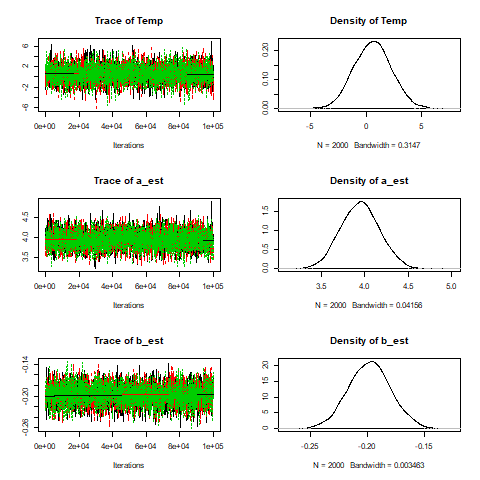 Trace of Temp
6
2
-2
-6
0e+00 2e+04 4e+04 6e+04 8e+04 1e+05
Iterations
Density of Temp
0.20
0.10
0.00
-5 0 5
N = 2000 Bandwidth = 0.3147
Trace of a_est
4.5
4.0
3.5
0e+00 2e+04 4e+04 6e+04 8e+04 1e+05
Iterations
Density of a_est
1.5
1.0
0.5
0.0
3.5 4.0 4.5 5.0
N = 2000 Bandwidth = 0.04156
Trace of b_est
-0.14
-0.20
-0.26
0e+00 2e+04 4e+04 6e+04 8e+04 1e+05
Iterations
Density of b_est
20
15
10
5
0
-0.25 -0.20 -0.15
N = 2000 Bandwidth = 0.003463